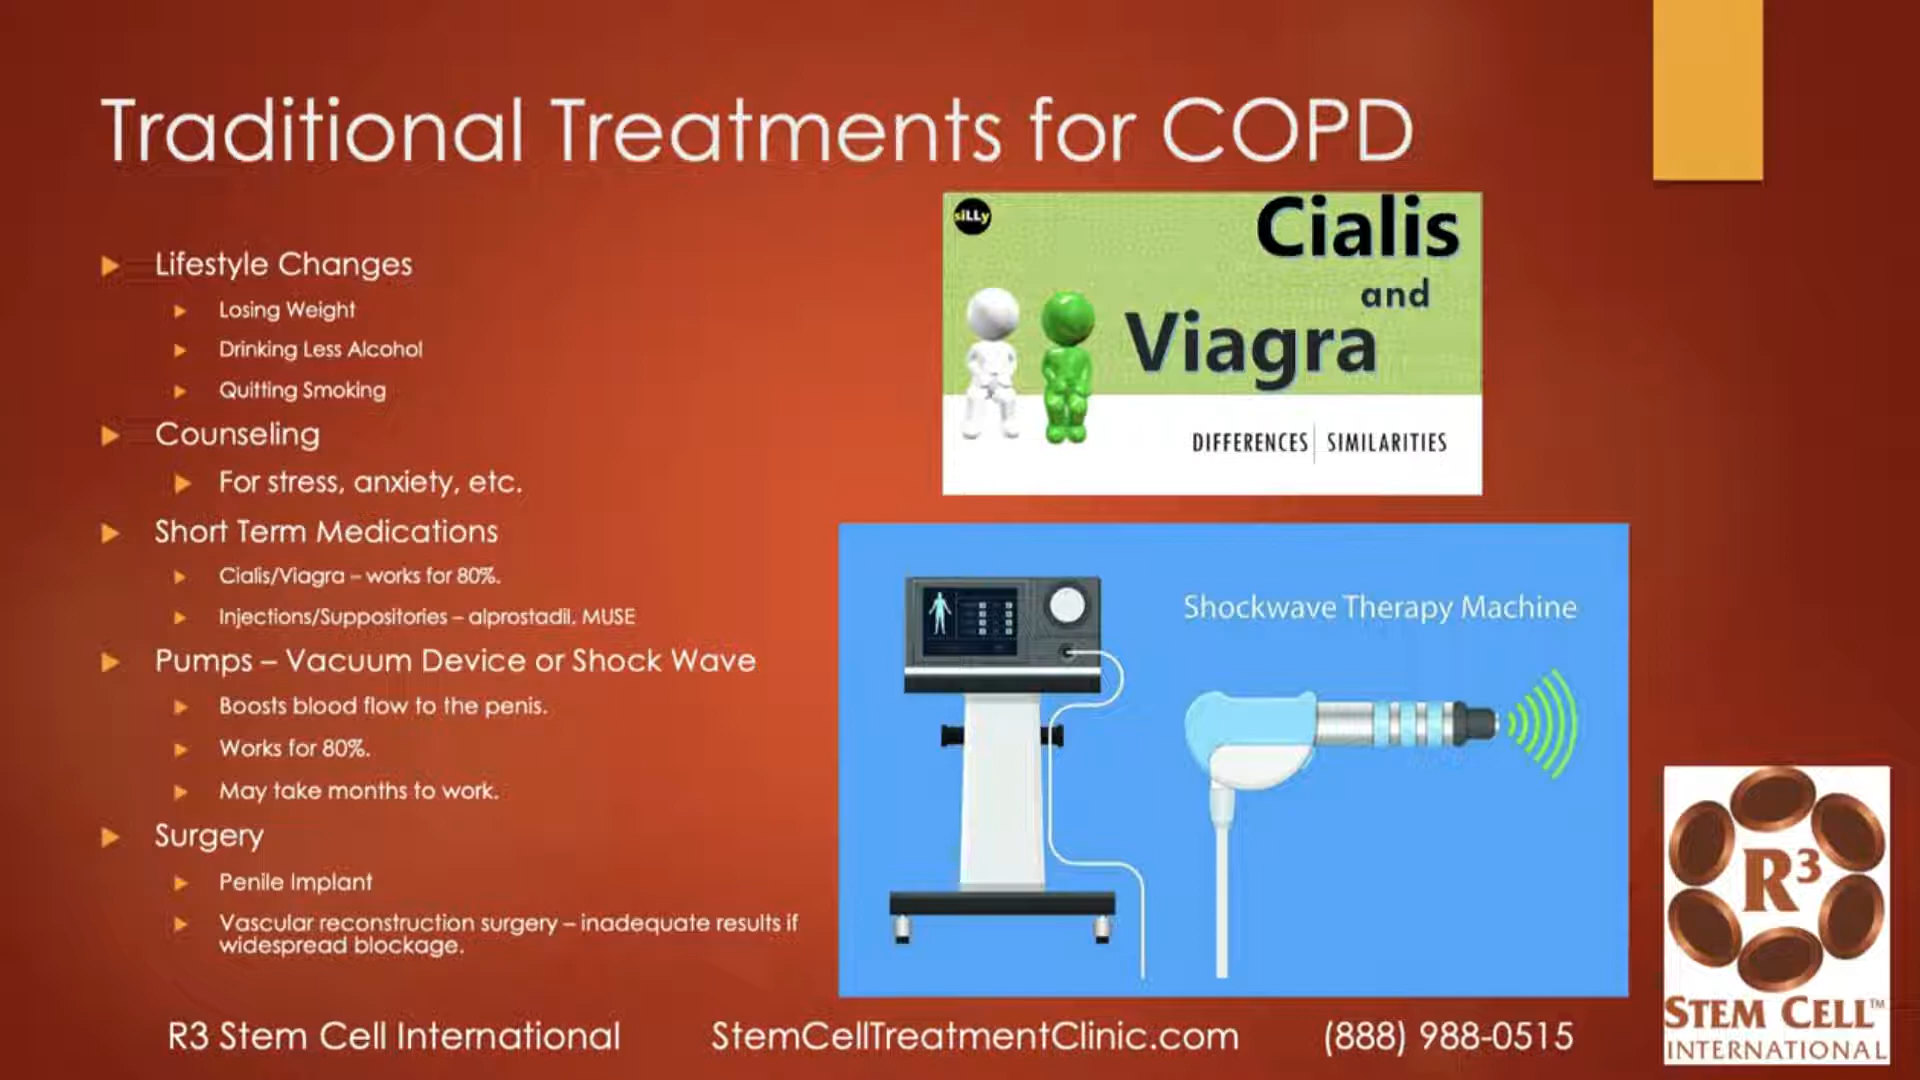 Traditional Treatments for COPD
Lifestyle Changes
Losing Weight
Drinking Less Alcohol
Quitting Smoking
Counseling
For stress, anxiety, etc.
Short Term Medications
Cialis/Viagra – works for 80%.
Injections/Suppositories – alprostadil, MUSE
Pumps – Vacuum Device or Shock Wave
Boosts blood flow to the penis.
Works for 80%.
May take months to work.
Surgery
Penile Implant
Vascular reconstruction surgery – inadequate results if
widespread blockage.
siLLy
Cialis
and
Viagra
DIFFERENCES SIMILARITIES
Shockwave Therapy Machine
R3 Stem Cell International StemCellTreatmentClinic.com (888) 988-0515
R3
STEM CELL™
INTERNATIONAL